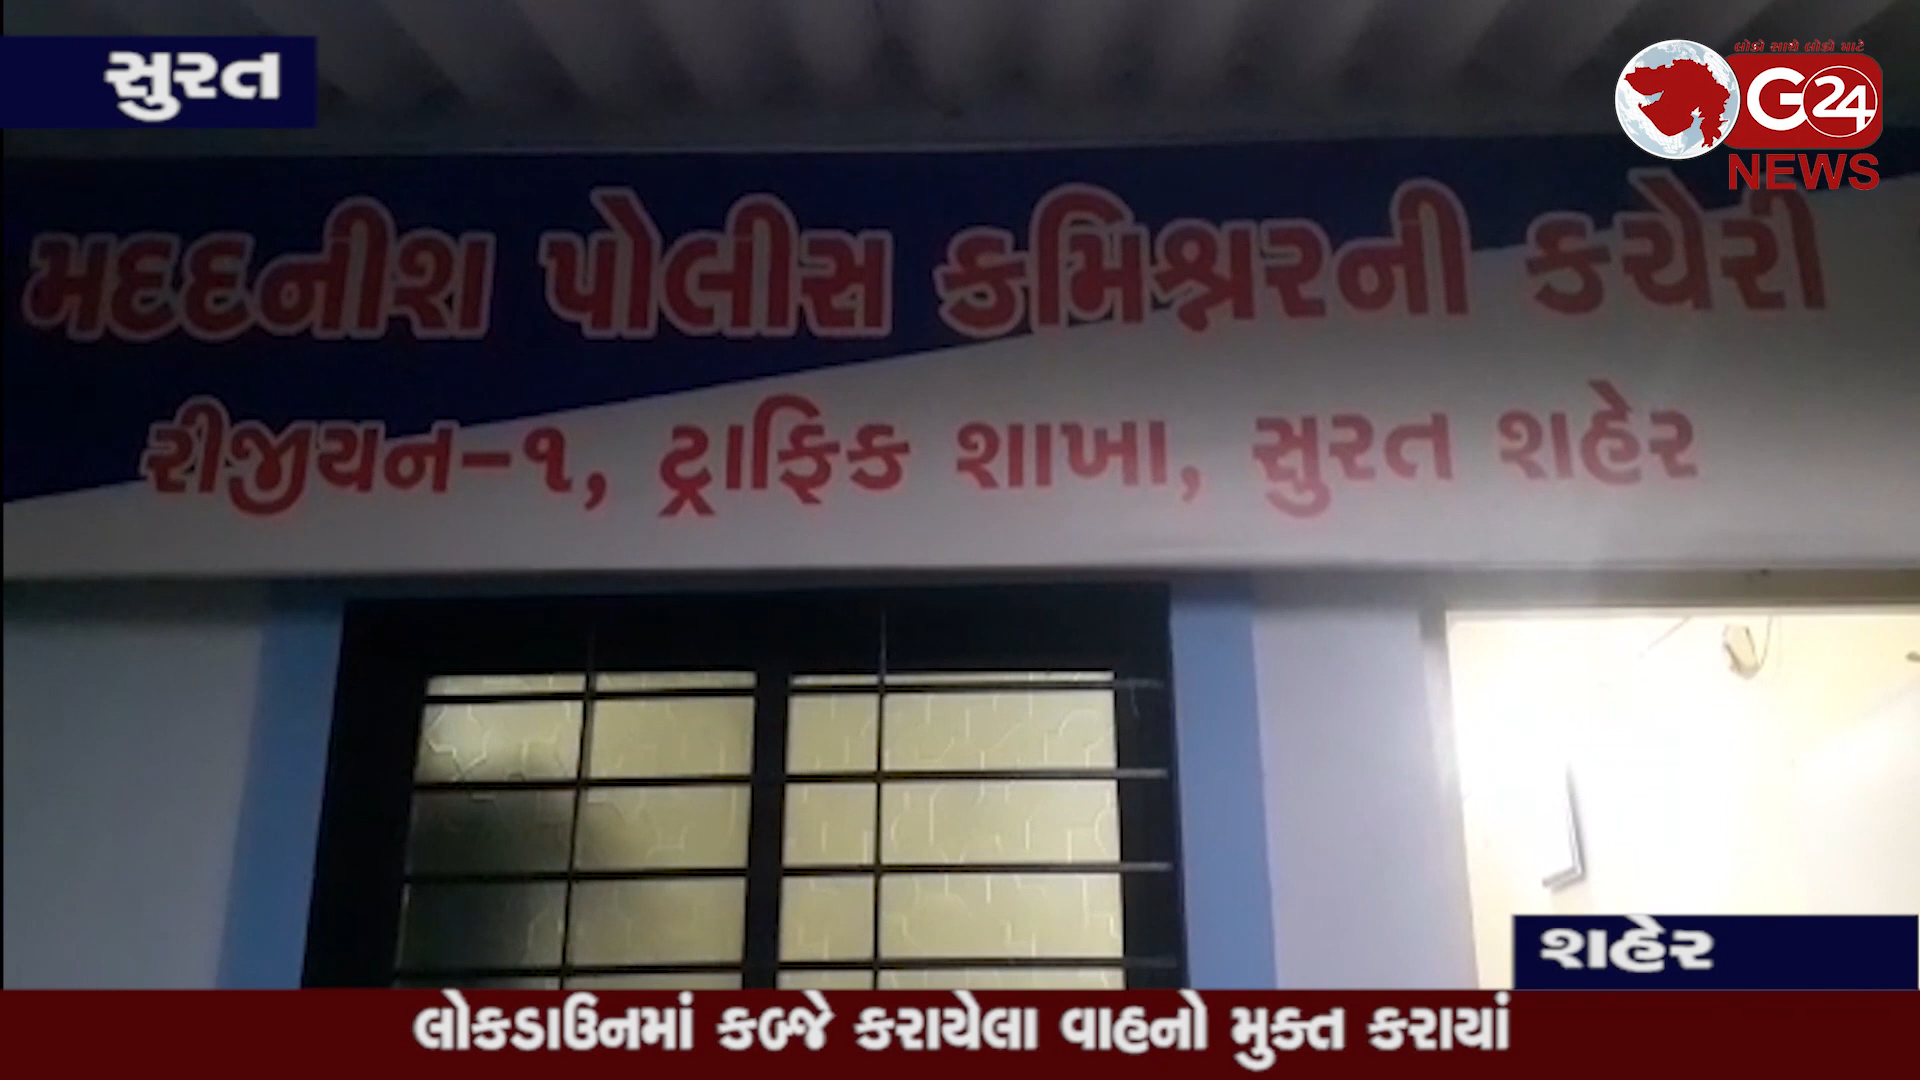 સુરત
લોકો સાથે લોકો માટે
G24
NEWS
મદદનીશ પોલીસ કમિશ્નરની કચેરી
રીજીયન-૧, ટ્રાફિક શાખા, સુરત શહેર
શહેર
લોકડાઉનમાં કબ્જે કરાયેલા વાહનો મુક્ત કરાયાં